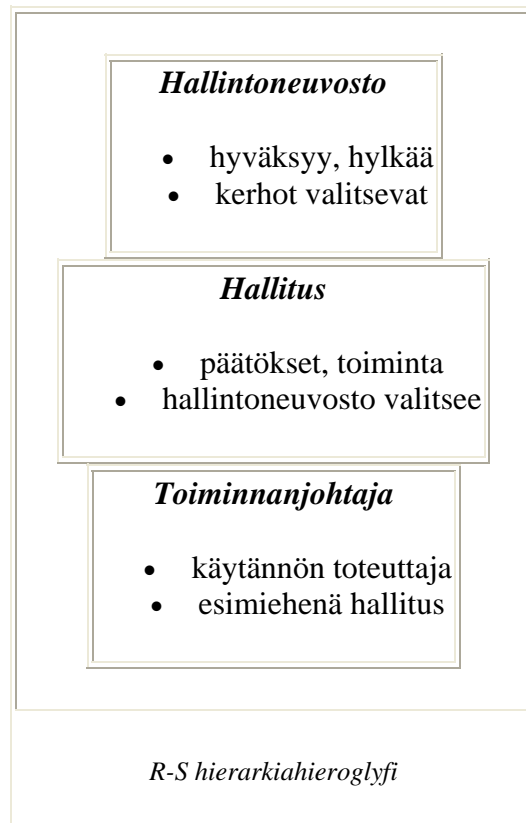 Hallintoneuvosto
• hyväksyy, hylkää
• kerhot valitsevat
Hallitus
• päätökset, toiminta
• hallintoneuvosto valitsee
Toiminnanjohtaja
• käytännön toteuttaja
• esimiehenä hallitus
R-S hierarkiahieroglyfi